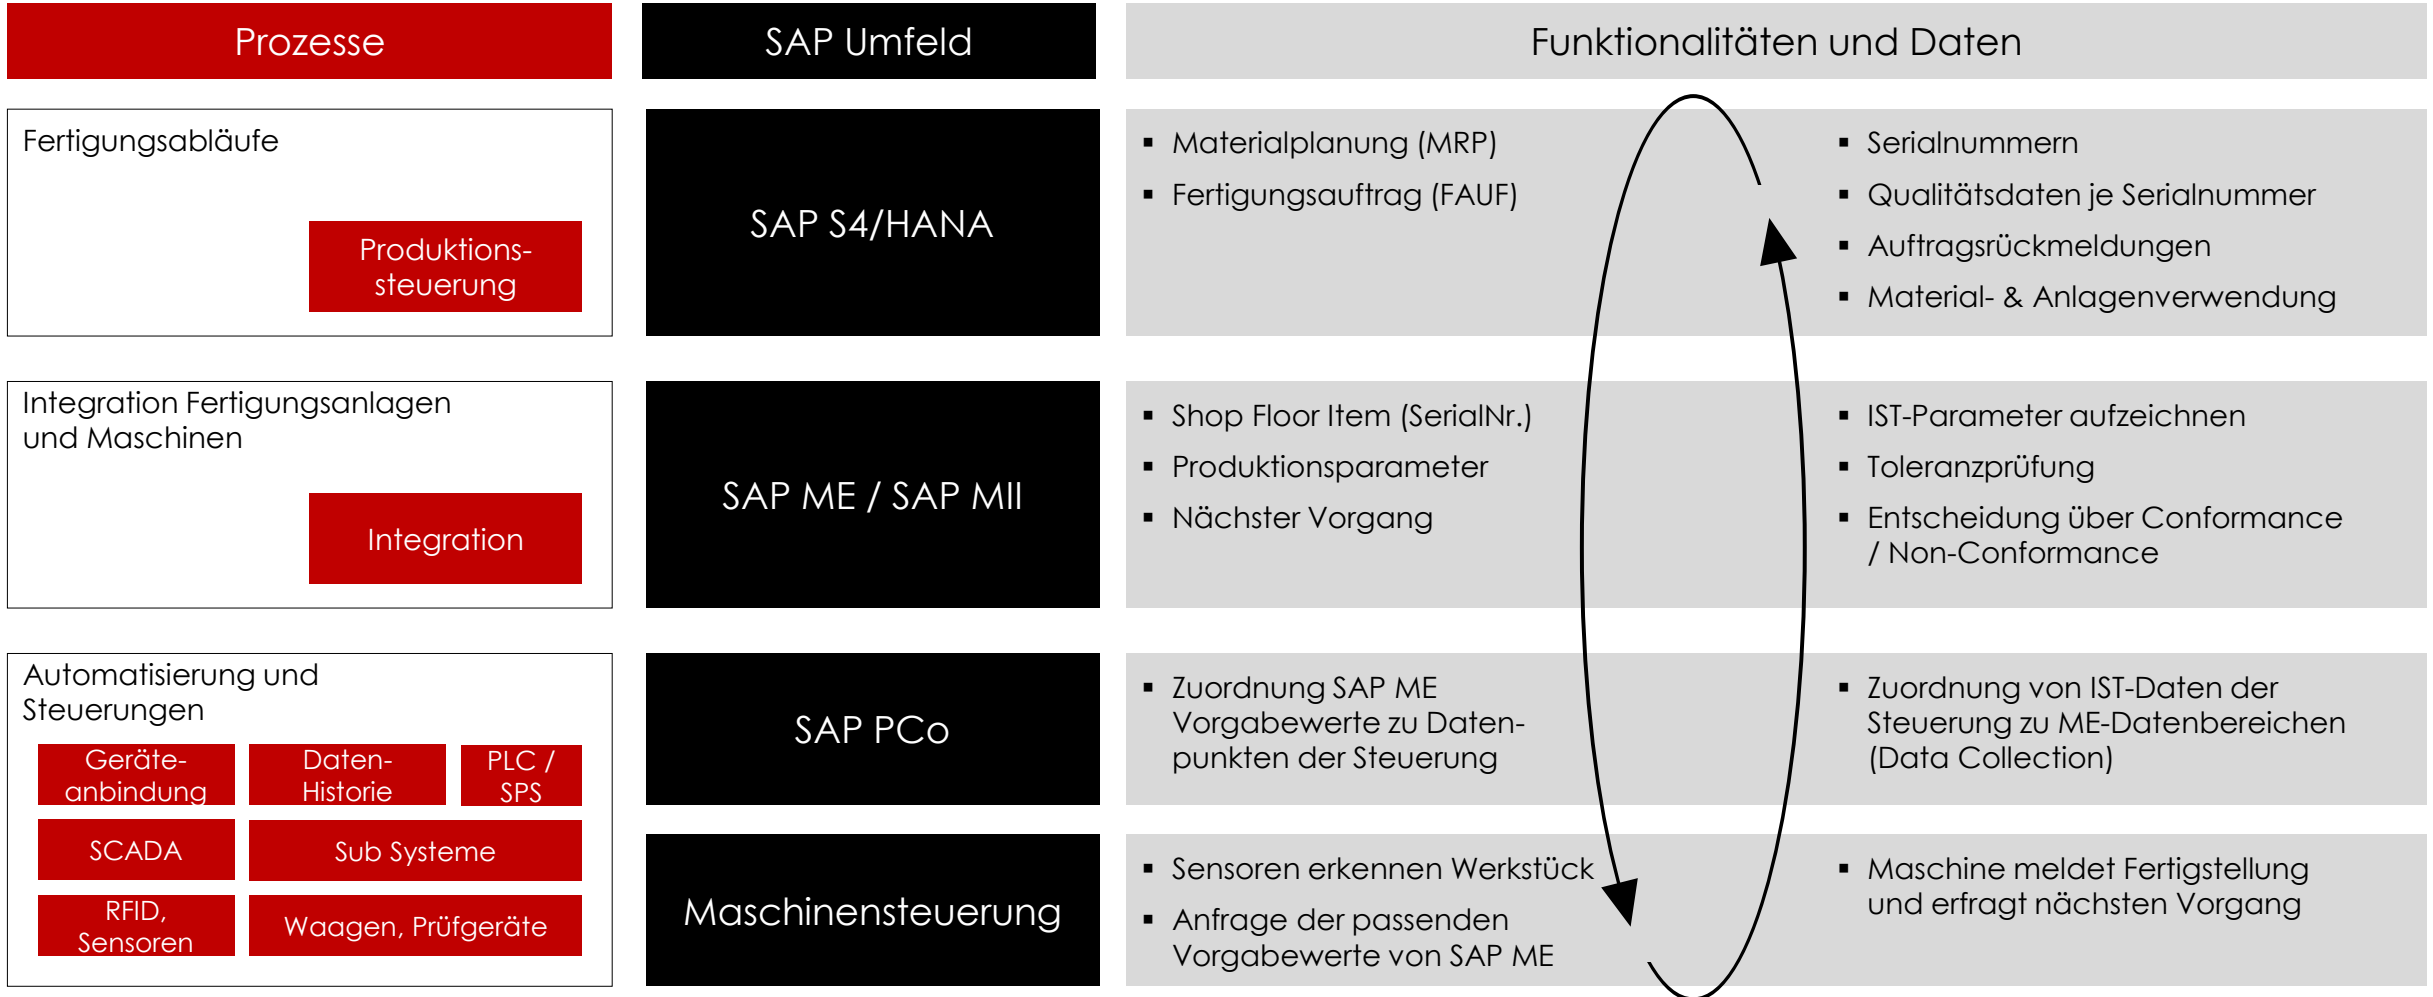 Prozesse
SAP Umfeld
Funktionalitäten und Daten
Fertigungsabläufe
Produktions-
steuerung
SAP S4/HANA
▪ Materialplanung (MRP)
▪ Fertigungsauftrag (FAUF)
▪ Serialnummern
▪ Qualitätsdaten je Serialnummer
▪ Auftragsrückmeldungen
▪ Material- & Anlagenverwendung
Integration Fertigungsanlagen
und Maschinen
Integration
SAP ME / SAP MII
▪ Shop Floor Item (SerialNr.)
▪ Produktionsparameter
▪ Nächster Vorgang
▪ IST-Parameter aufzeichnen
▪ Toleranzprüfung
▪ Entscheidung über Conformance
/ Non-Conformance
Automatisierung und
Steuerungen
Geräte-
anbindung
Daten-
Historie
PLC /
SPS
SCADA
Sub Systeme
RFID,
Sensoren
Waagen, Prüfgeräte
SAP PCo
▪ Zuordnung SAP ME
Vorgabewerte zu Daten-
punkten der Steuerung
▪ Zuordnung von IST-Daten der
Steuerung zu ME-Datenbereichen
(Data Collection)
Maschinensteuerung
▪ Sensoren erkennen Werkstück
▪ Anfrage der passenden
Vorgabewerte von SAP ME
▪ Maschine meldet Fertigstellung
und erfragt nächsten Vorgang